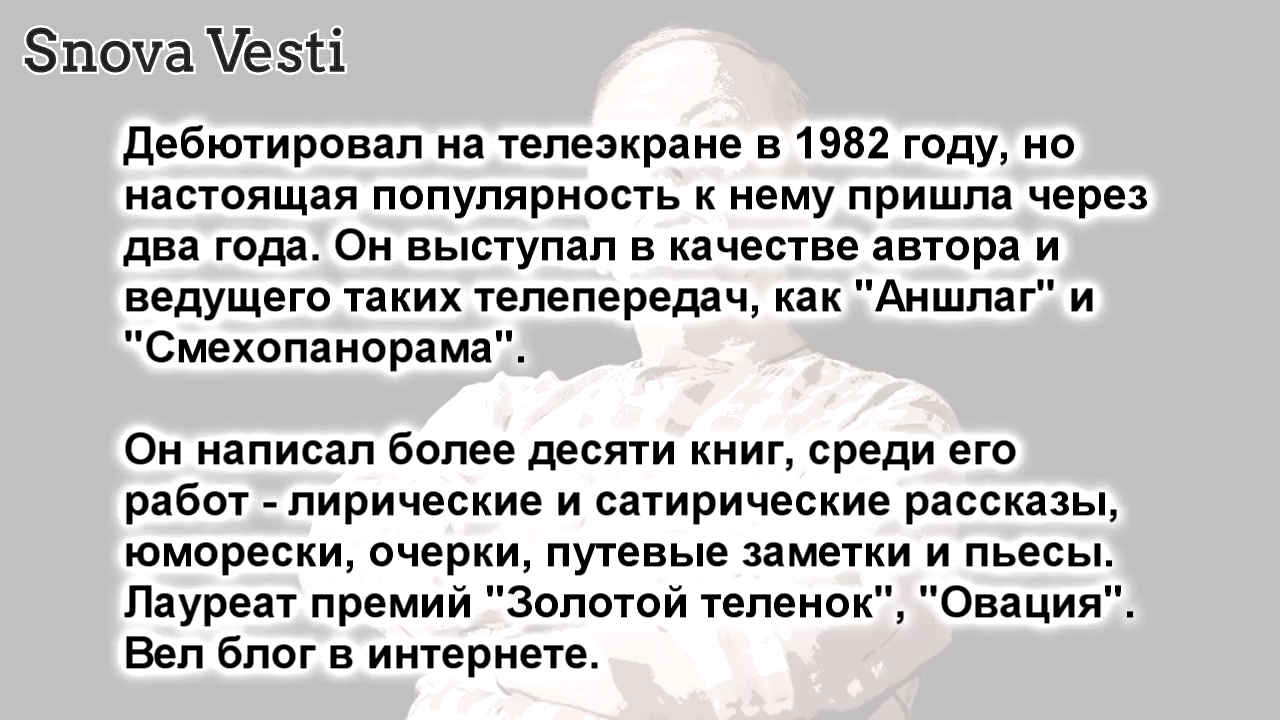 Snova Vesti
Дебютировал на телеэкране в 1982 году, но
настоящая популярность к нему пришла через
два года. Он выступал в качестве автора и
ведущего таких телепередач, как "Аншлаг" и
"Смехопанорама".
Он написал более десяти книг, среди его
работ - лирические и сатирические рассказы,
юморески, очерки, путевые заметки и пьесы.
Лауреат премий "Золотой теленок", "Овация".
Вел блог в интернете.